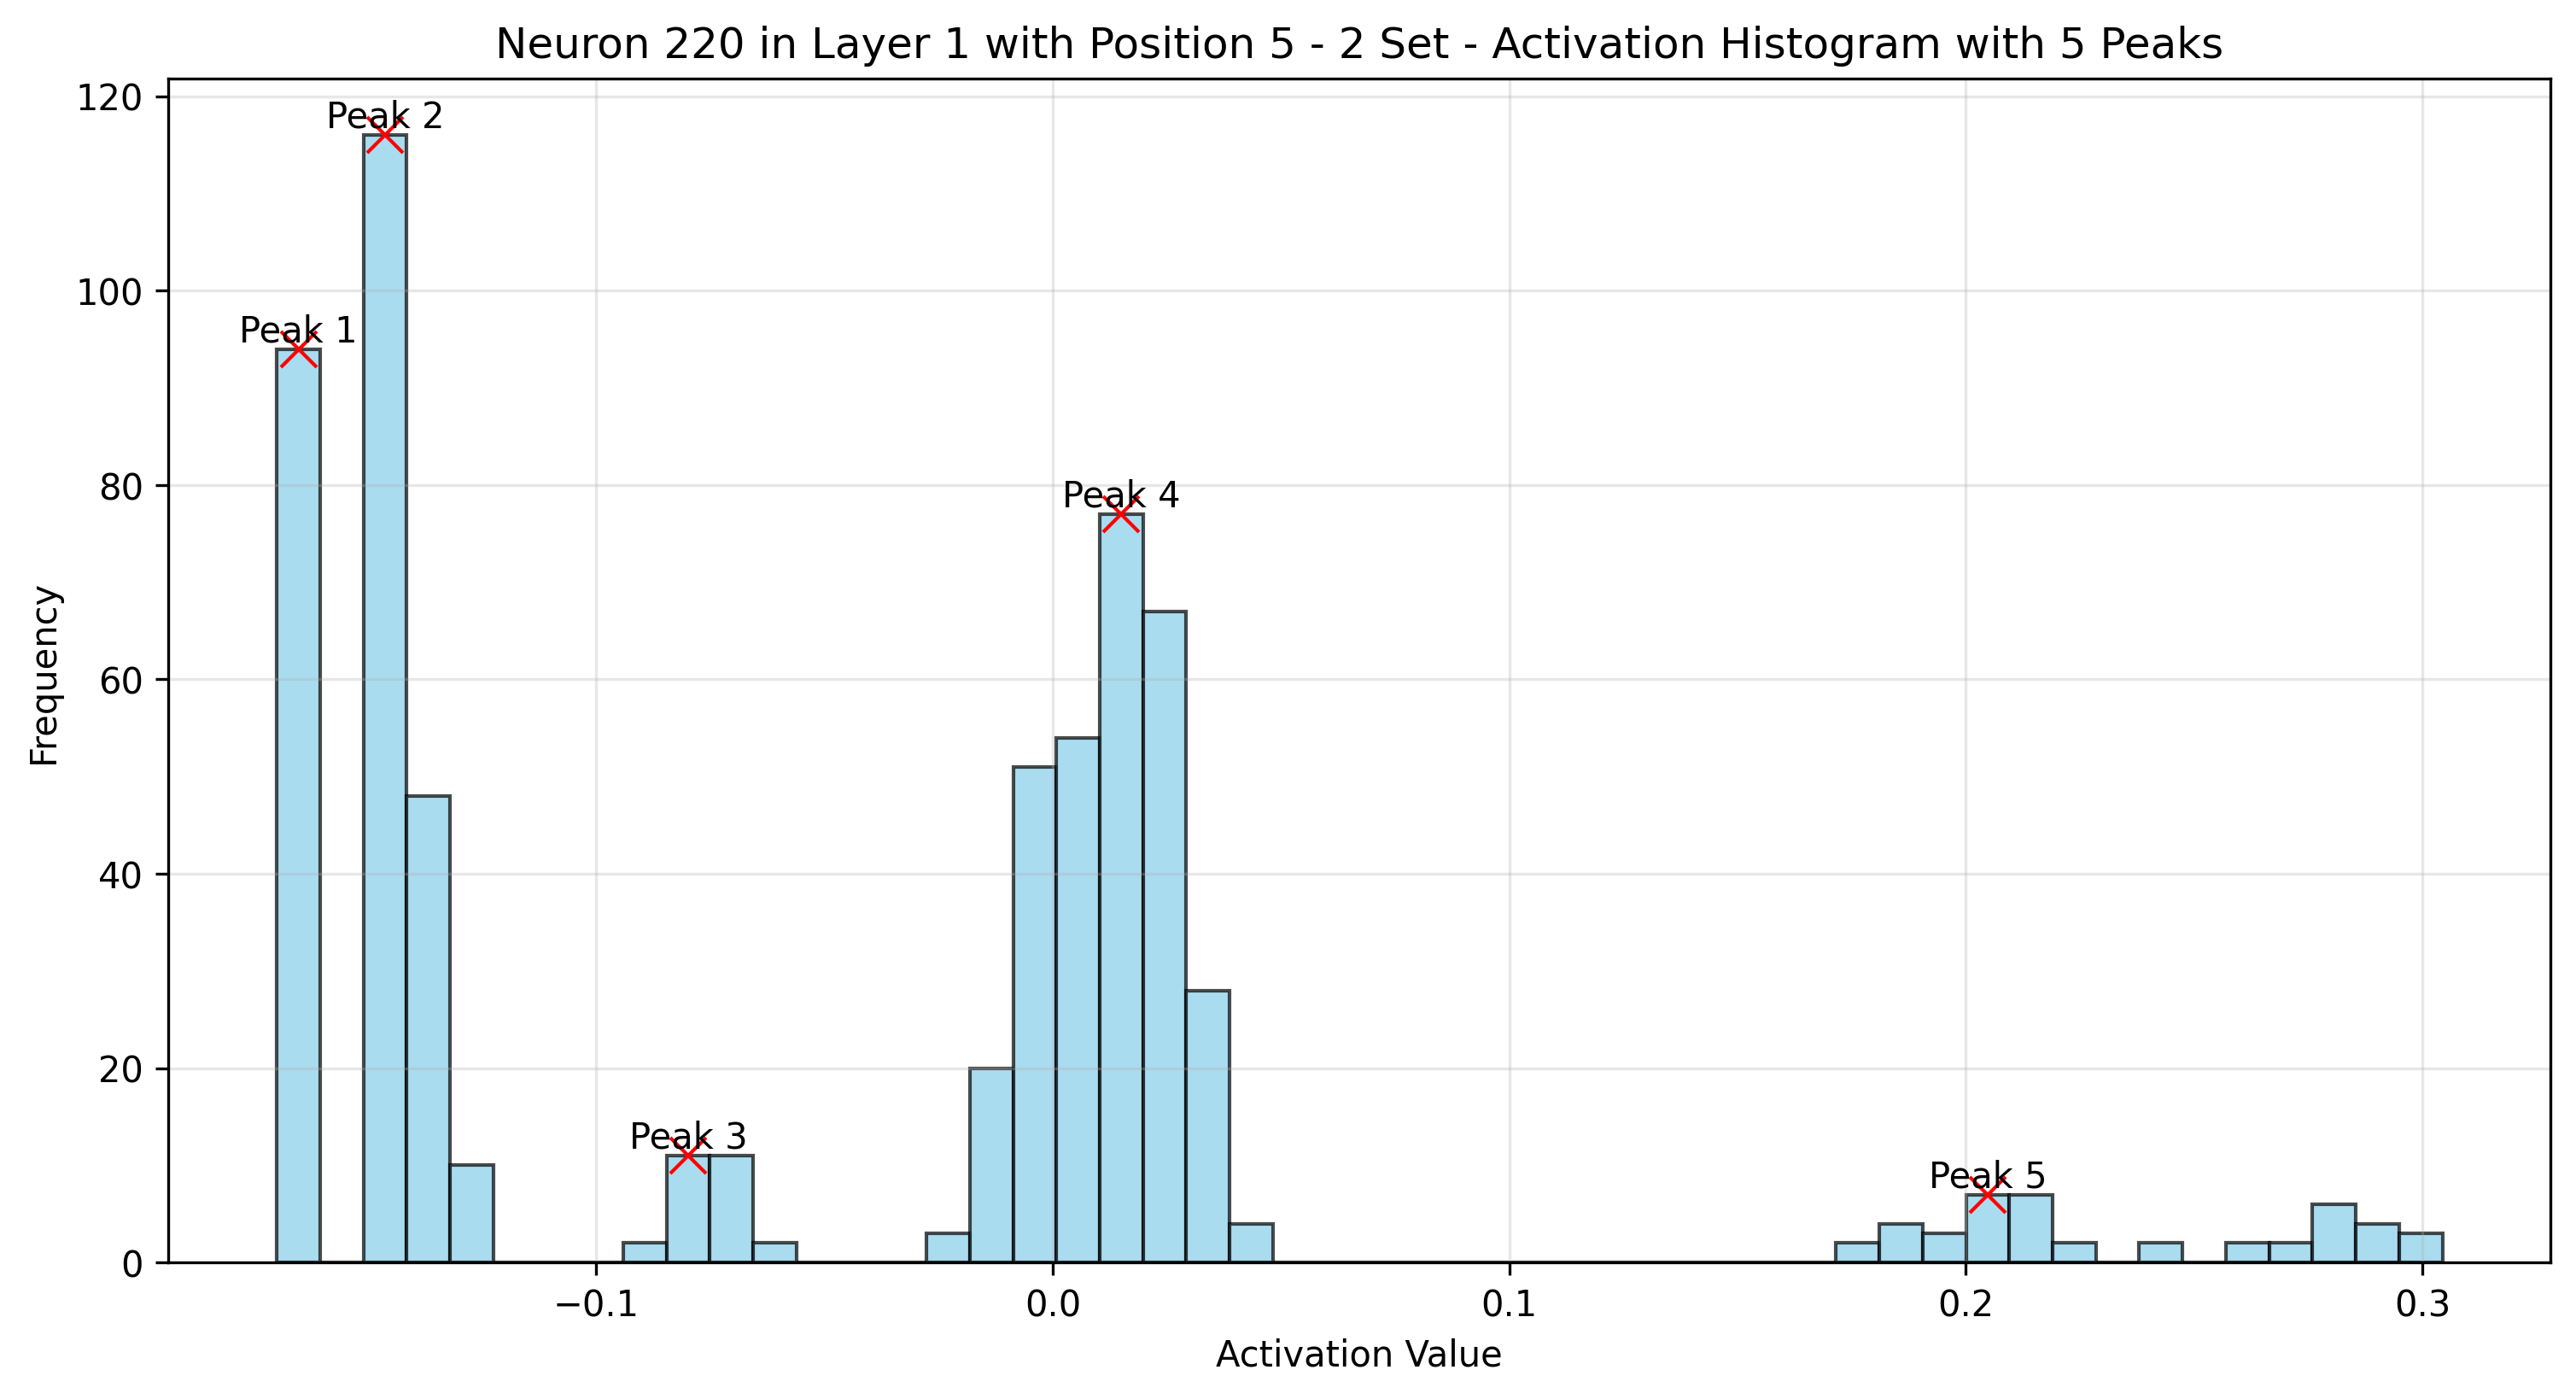 Neuron 220 in Layer 1 with Position 5 - 2 Set - Activation Histogram with 5 Peaks
120
Peak 2
100
Peak 1
80
Peak 4
Frequency
60
40
20
Peak 3
Peak 5
0
−0.1 0.0 0.1 0.2 0.3
Activation Value